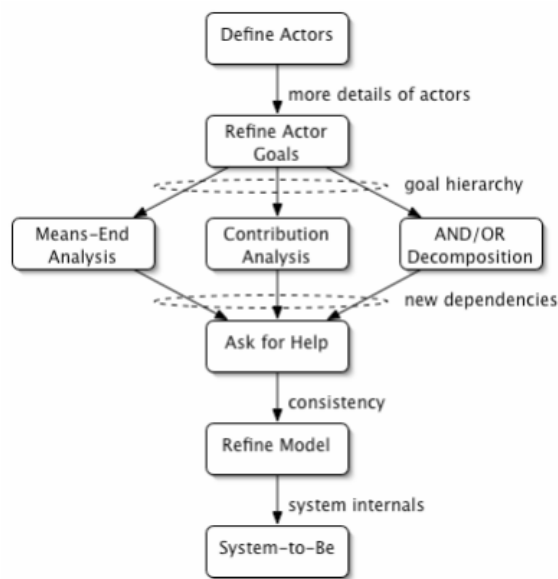 Define Actors
more details of actors
Refine Actor
Goals
goal hierarchy
Means-End
Analysis
Contribution
Analysis
AND/OR
Decomposition
new dependencies
Ask for Help
consistency
Refine Model
system internals
System-to-Be